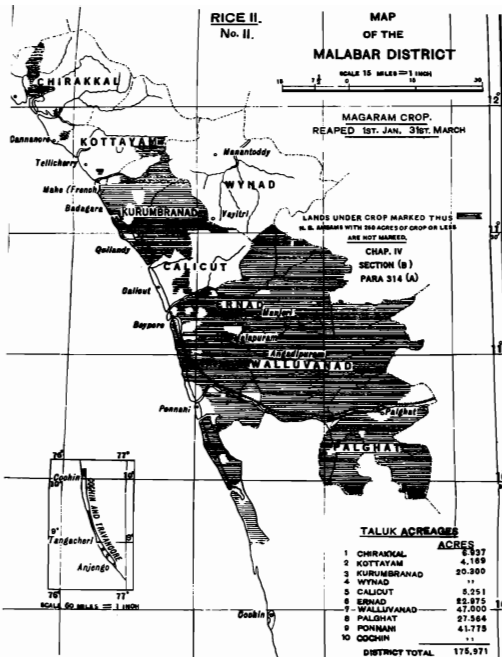 RICE II.
No. II.
MAP
OF THE
MALABAR DISTRICT
SCALE 15 MILES = 1 INCH
MAGARAM CROP.
REAPED 1ST. JAN. 31ST. MARCH
CHIRAKKAL
Cannanore
KOTTAYAM
Tellicherry
Manantoddy
WYNAD
Mahe (French)
Badagara
KURUMBRANAD
Vayitri
LANDS UNDER CROP MARKED THUS
N. B. AMSAMS WITH 250 ACRES OF CROP OR LESS
ARE NOT MARKED.
CHAP. IV
SECTION (B)
PARA 314 (A)
Quilandy
CALICUT
Calicut
ERNAD
Manjeri
Beypore
Angadipuram
WALLUVANAD
Ponnani
Palghat
PALGHAT
76° 77°
Cochin
COCHIN AND TRAVANCORE
9° 9°
Tangacheri
Anjengo
76° 77°
SCALE 60 MILES = 1 INCH
Cochin
TALUK ACREAGES
ACRES
1 CHIRAKKAL 6.937
2 KOTTAYAM 4,189
3 KURUMBRANAD 20.300
4 WYNAD ,,
5 CALICUT 5.251
6 ERNAD 22.975
7 WALLUVANAD 47.000
8 PALGHAT 27.564
9 PONNANI 41.775
10 COCHIN ,,
DISTRICT TOTAL 175,971